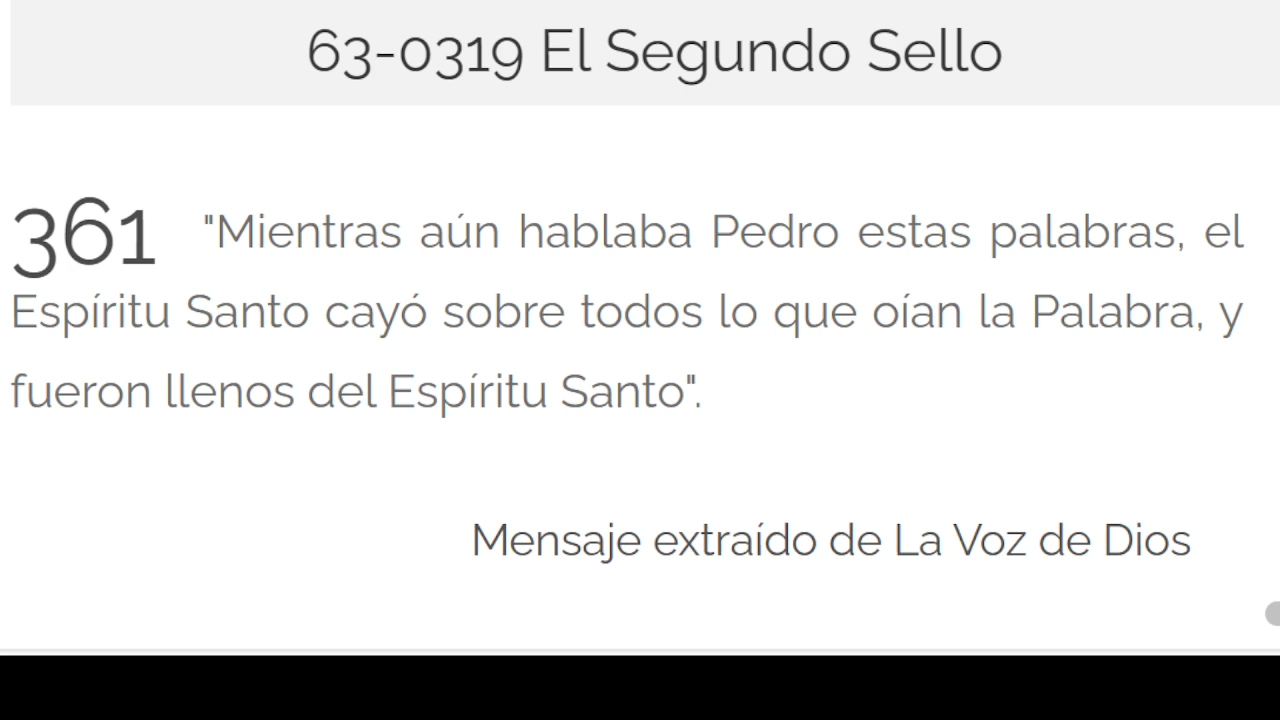 63-0319 El Segundo Sello
361 "Mientras aún hablaba Pedro estas palabras, el
Espíritu Santo cayó sobre todos lo que oían la Palabra, y
fueron llenos del Espíritu Santo".
Mensaje extraído de La Voz de Dios